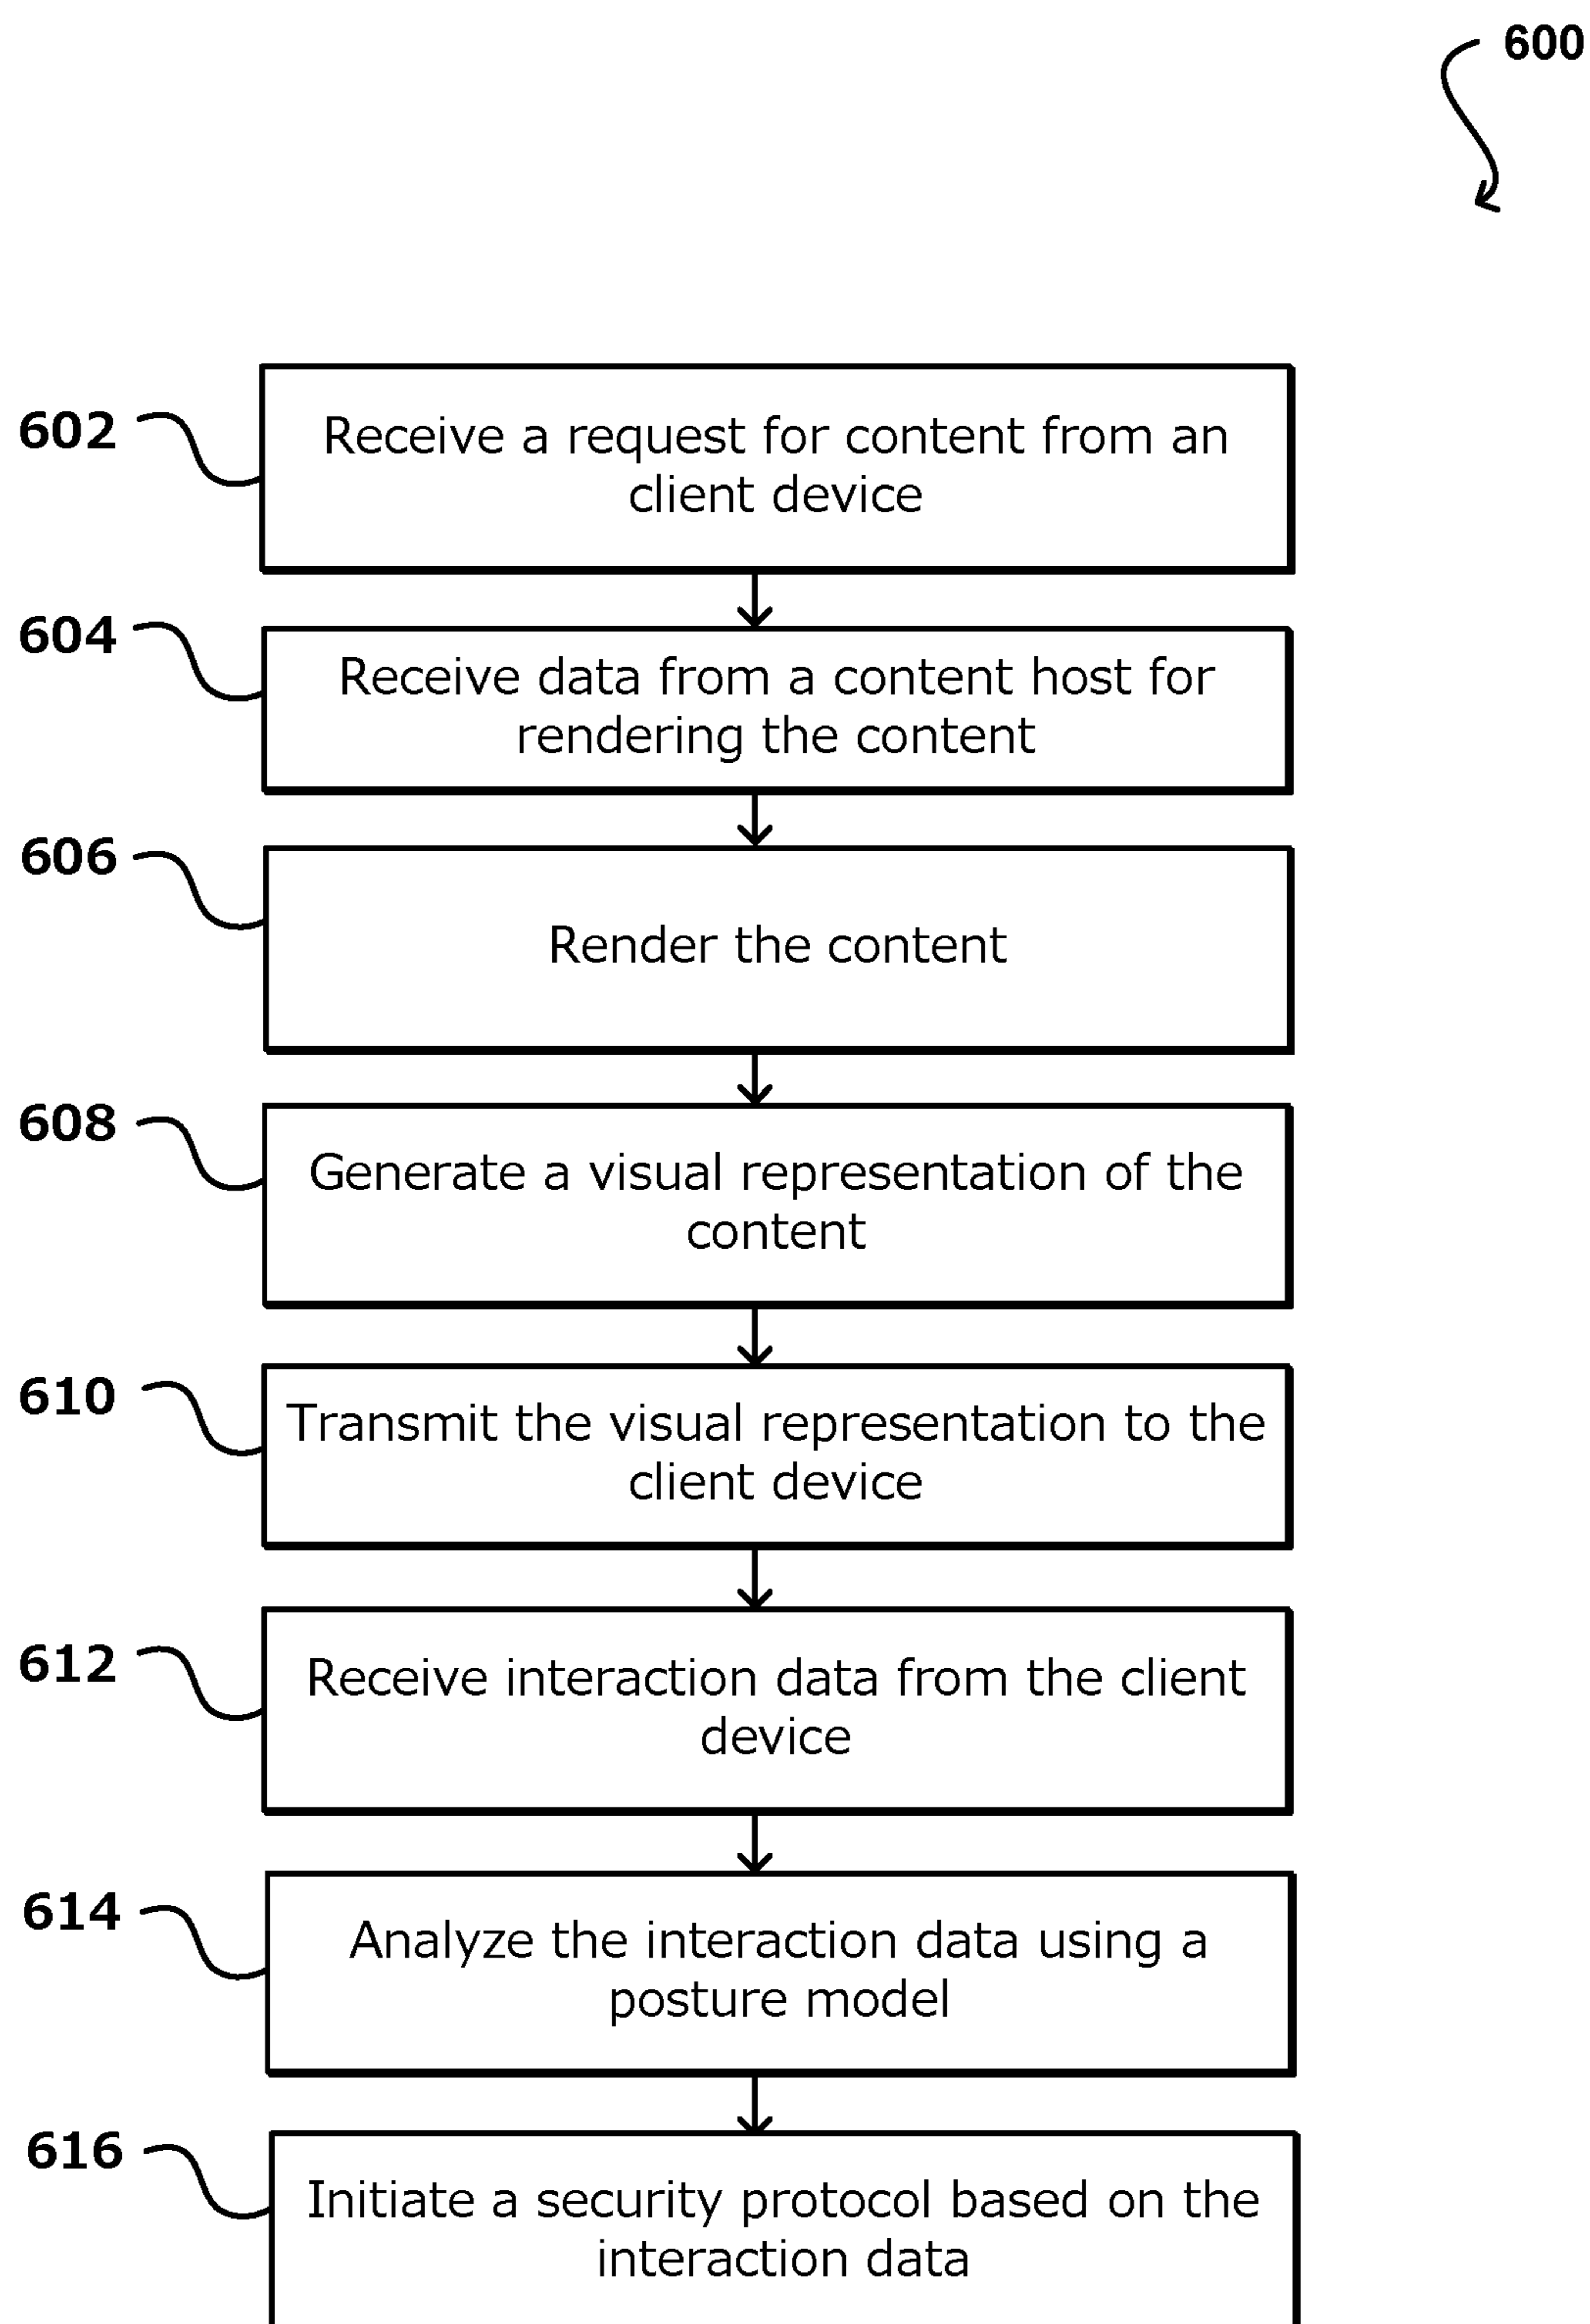 600
602
Receive a request for content from an
client device
604
Receive data from a content host for
rendering the content
606
Render the content
608
Generate a visual representation of the
content
610
Transmit the visual representation to the
client device
612
Receive interaction data from the client
device
614
Analyze the interaction data using a
posture model
616
Initiate a security protocol based on the
interaction data